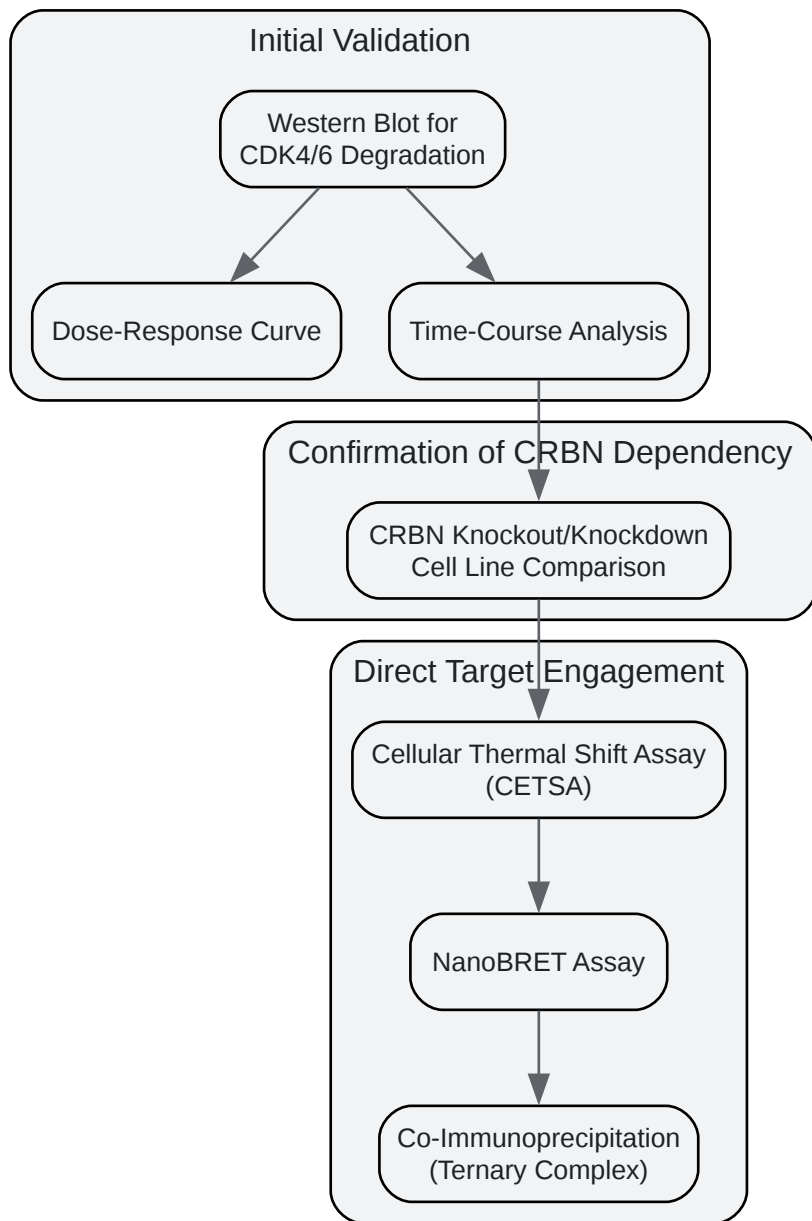 Initial Validation
Western Blot for
CDK4/6 Degradation
Dose-Response Curve
Time-Course Analysis
Confirmation of CRBN Dependency
CRBN Knockout/Knockdown
Cell Line Comparison
Direct Target Engagement
Cellular Thermal Shift Assay
(CETSA)
NanoBRET Assay
Co-Immunoprecipitation
(Ternary Complex)